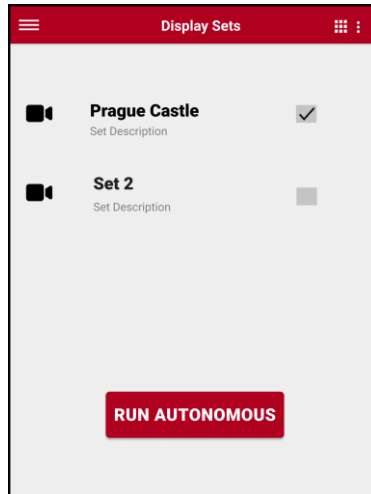 Display Sets
Prague Castle
Set Description
Set 2
Set Description
RUN AUTONOMOUS